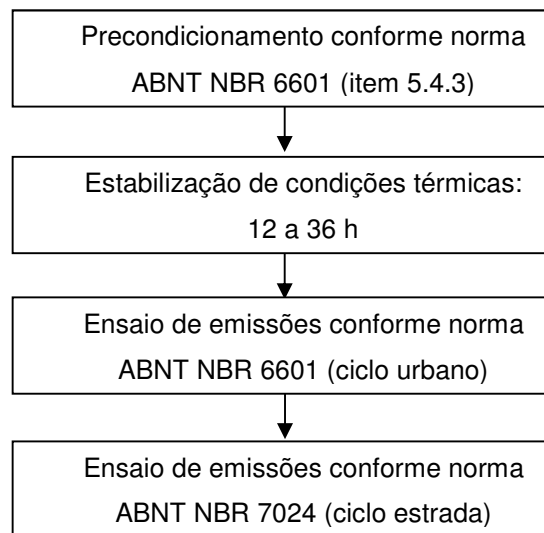 Precondicionamento conforme norma
ABNT NBR 6601 (item 5.4.3)
Estabilização de condições térmicas:
12 a 36 h
Ensaio de emissões conforme norma
ABNT NBR 6601 (ciclo urbano)
Ensaio de emissões conforme norma
ABNT NBR 7024 (ciclo estrada)